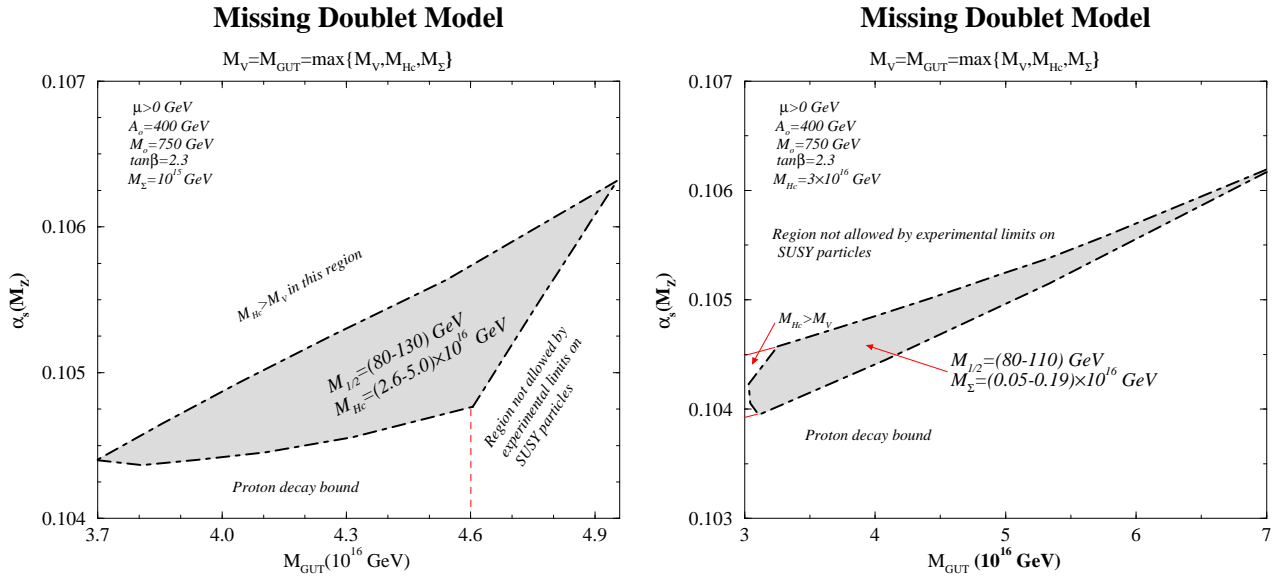 Missing Doublet Model
M_V=M_GUT=max{M_V,M_Hc,M_Σ}
0.107
0.106
0.105
0.104
α_s(M_Z)
μ>0 GeV
A_o=400 GeV
M_o=750 GeV
tanβ=2.3
M_Σ=10^15 GeV
M_Hc>M_V in this region
M_1/2=(80-130) GeV
M_Hc=(2.6-5.0)×10^16 GeV
Region not allowed by
experimental limits on
SUSY particles
Proton decay bound
3.7 4.0 4.3 4.6 4.9
M_GUT(10^16 GeV)
Missing Doublet Model
M_V=M_GUT=max{M_V,M_Hc,M_Σ}
0.107
0.106
0.105
0.104
0.103
α_s(M_Z)
μ>0 GeV
A_o=400 GeV
M_o=750 GeV
tanβ=2.3
M_Hc=3×10^16 GeV
Region not allowed by experimental limits on
SUSY particles
M_Hc>M_V
M_1/2=(80-110) GeV
M_Σ=(0.05-0.19)×10^16 GeV
Proton decay bound
3 4 5 6 7
M_GUT (10^16 GeV)